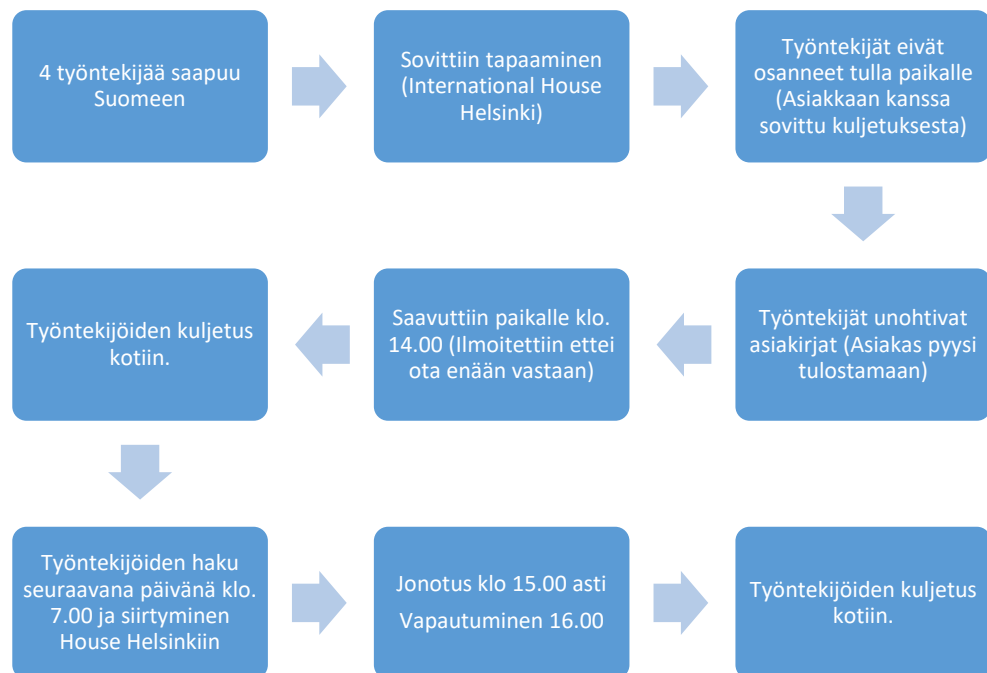 4 työntekijää saapuu
Suomeen
Sovittiin tapaaminen
(International House
Helsinki)
Työntekijät eivät
osanneet tulla paikalle
(Asiakkaan kanssa
sovittu kuljetuksesta)
Työntekijät unohtivat
asiakirjat (Asiakas pyysi
tulostamaan)
Saavuttiin paikalle klo.
14.00 (Ilmoitettiin ettei
ota enään vastaan)
Työntekijöiden kuljetus
kotiin.
Työntekijöiden haku
seuraavana päivänä klo.
7.00 ja siirtyminen
House Helsinkiin
Jonotus klo 15.00 asti
Vapautuminen 16.00
Työntekijöiden kuljetus
kotiin.